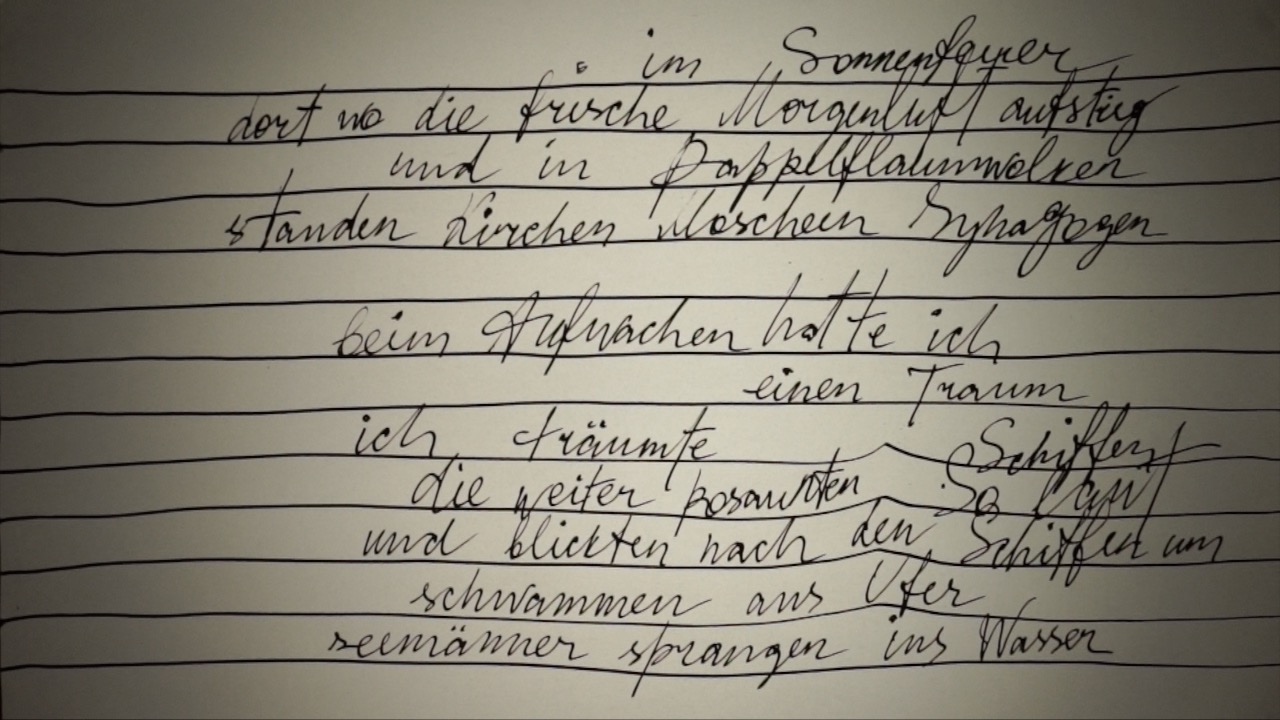 im Sonnenfeuer
dort wo die frische Morgenluft aufstieg
und in Pappelflaumwolken
standen Kirchen Moscheen Synagogen
beim Aufwachen hatte ich
einen Traum
ich träumte Schiffen
die weiter posaunten so laut
und blickten nach den Schiffen um
schwammen ans Ufer
seemänner sprangen ins Wasser